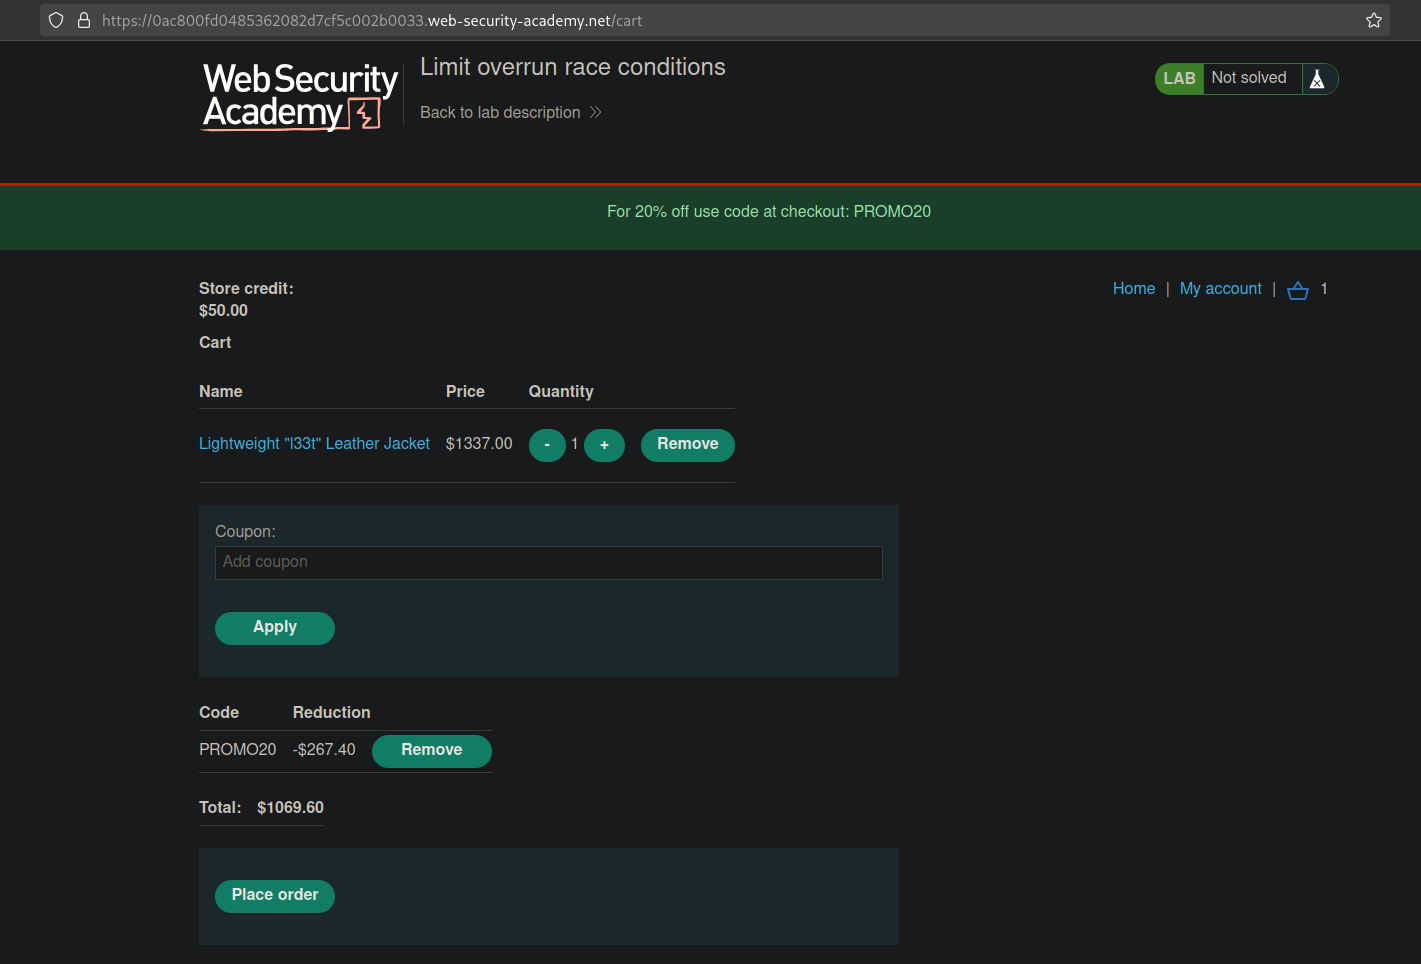 https://0ac800fd0485362082d7cf5c002b0033.web-security-academy.net/cart
Web Security
Academy
Limit overrun race conditions
Back to lab description
LAB Not solved
For 20% off use code at checkout: PROMO20
Store credit:
$50.00
Home | My account | 1
Cart
Name Price Quantity
Lightweight "l33t" Leather Jacket $1337.00 - 1 + Remove
Coupon:
Add coupon
Apply
Code Reduction
PROMO20 -$267.40 Remove
Total: $1069.60
Place order